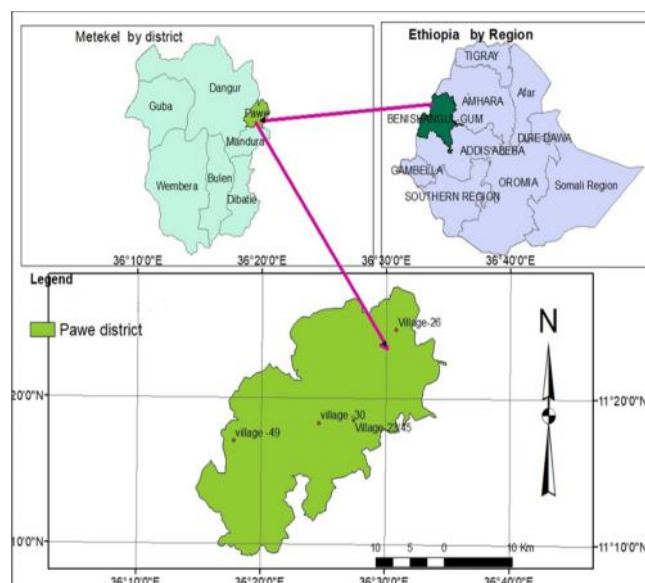 Metekel by district
Dangur
Guba
Pawe
Mandura
Bulen
Wembera
Dibatie
Ethiopia by Region
TIGRAY
Afar
AMHARA
BENISHANGUL-GUM
DIRE-DAWA
ADDIS ABEBA
GAMBELLA
OROMIA
Somali Region
SOUTHERN REGION
36°10'0"E
36°20'0"E
36°30'0"E
36°40'0"E
Legend
Pawe district
Village-26
N
20'0"N
11°20'0"N
village -30
Village-23/45
village -49
10'0"N
11°10'0"N
10 5 0 10 Km
36°10'0"E
36°20'0"E
36°30'0"E
36°40'0"E